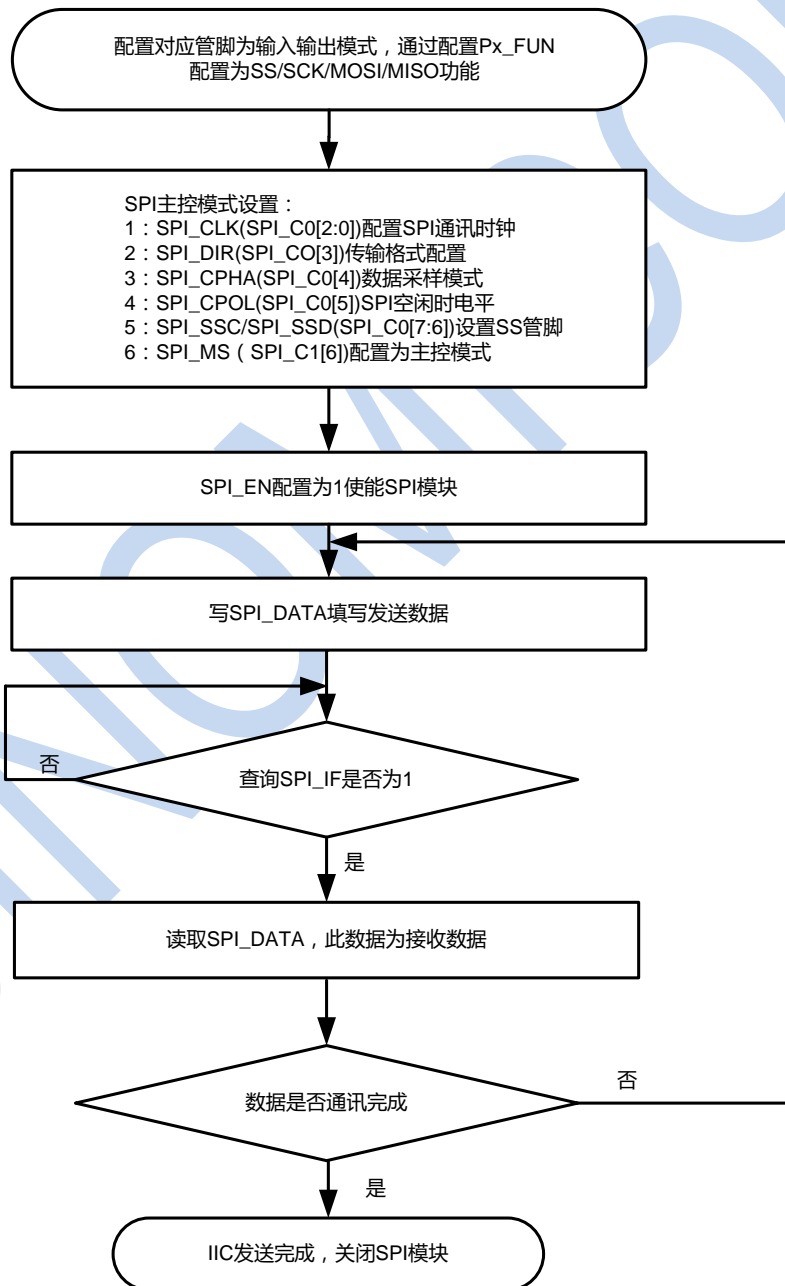 配置对应管脚为输入输出模式，通过配置Px_FUN
配置为SS/SCK/MOSI/MISO功能
SPI主控模式设置：
1：SPI_CLK(SPI_C0[2:0])配置SPI通讯时钟
2：SPI_DIR(SPI_CO[3])传输格式配置
3：SPI_CPHA(SPI_C0[4])数据采样模式
4：SPI_CPOL(SPI_C0[5])SPI空闲时电平
5：SPI_SSC/SPI_SSD(SPI_C0[7:6])设置SS管脚
6：SPI_MS（SPI_C1[6])配置为主控模式
SPI_EN配置为1使能SPI模块
写SPI_DATA填写发送数据
否
查询SPI_IF是否为1
是
读取SPI_DATA，此数据为接收数据
否
数据是否通讯完成
是
IIC发送完成，关闭SPI模块